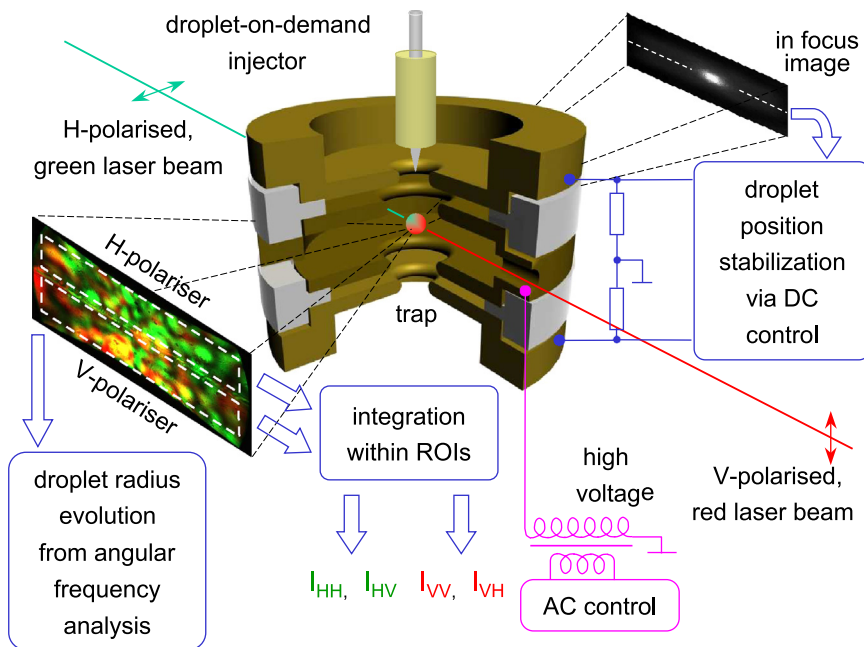 droplet-on-demand
injector
in focus
image
H-polarised,
green laser beam
droplet
position
stabilization
via DC
control
H-polariser
V-polariser
trap
integration
within ROIs
droplet radius
evolution
from angular
frequency
analysis
high
voltage
V-polarised,
red laser beam
I_HH, I_HV I_VV, I_VH
AC control